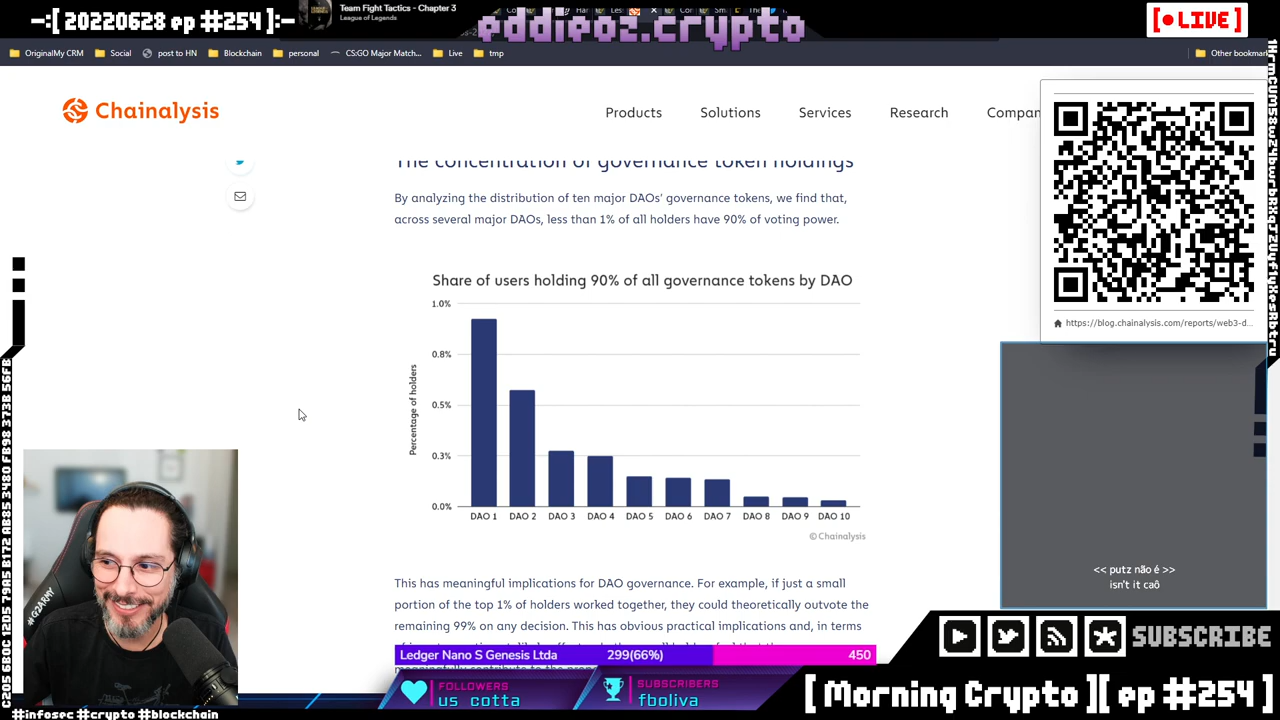 -:[ 20220628 ep #254 ]:-
Team Fight Tactics - Chapter 3
League of Legends
eddieoz.crypto
[● LIVE]
OriginalMy CRM
Social
post to HN
Blockchain
personal
CS:GO Major Match...
Live
tmp
Other bookmar
Chainalysis
Products
Solutions
Services
Research
Compan
The concentration of governance token holdings
By analyzing the distribution of ten major DAOs' governance tokens, we find that,
across several major DAOs, less than 1% of all holders have 90% of voting power.
Share of users holding 90% of all governance tokens by DAO
Percentage of holders
1.0%
0.8%
0.5%
0.3%
0.0%
DAO 1
DAO 2
DAO 3
DAO 4
DAO 5
DAO 6
DAO 7
DAO 8
DAO 9
DAO 10
© Chainalysis
This has meaningful implications for DAO governance. For example, if just a small
portion of the top 1% of holders worked together, they could theoretically outvote the
remaining 99% on any decision. This has obvious practical implications and, in terms
https://blog.chainalysis.com/reports/web3-d...
<< putz não é >>
isn't it caô
#G2ARMY
Ledger Nano S Genesis Ltda
299(66%)
450
FOLLOWERS
us_cotta
SUBSCRIBERS
fboliva
SUBSCRIBE
[ Morning Crypto ][ ep #254 ]
#infosec #crypto #blockchain